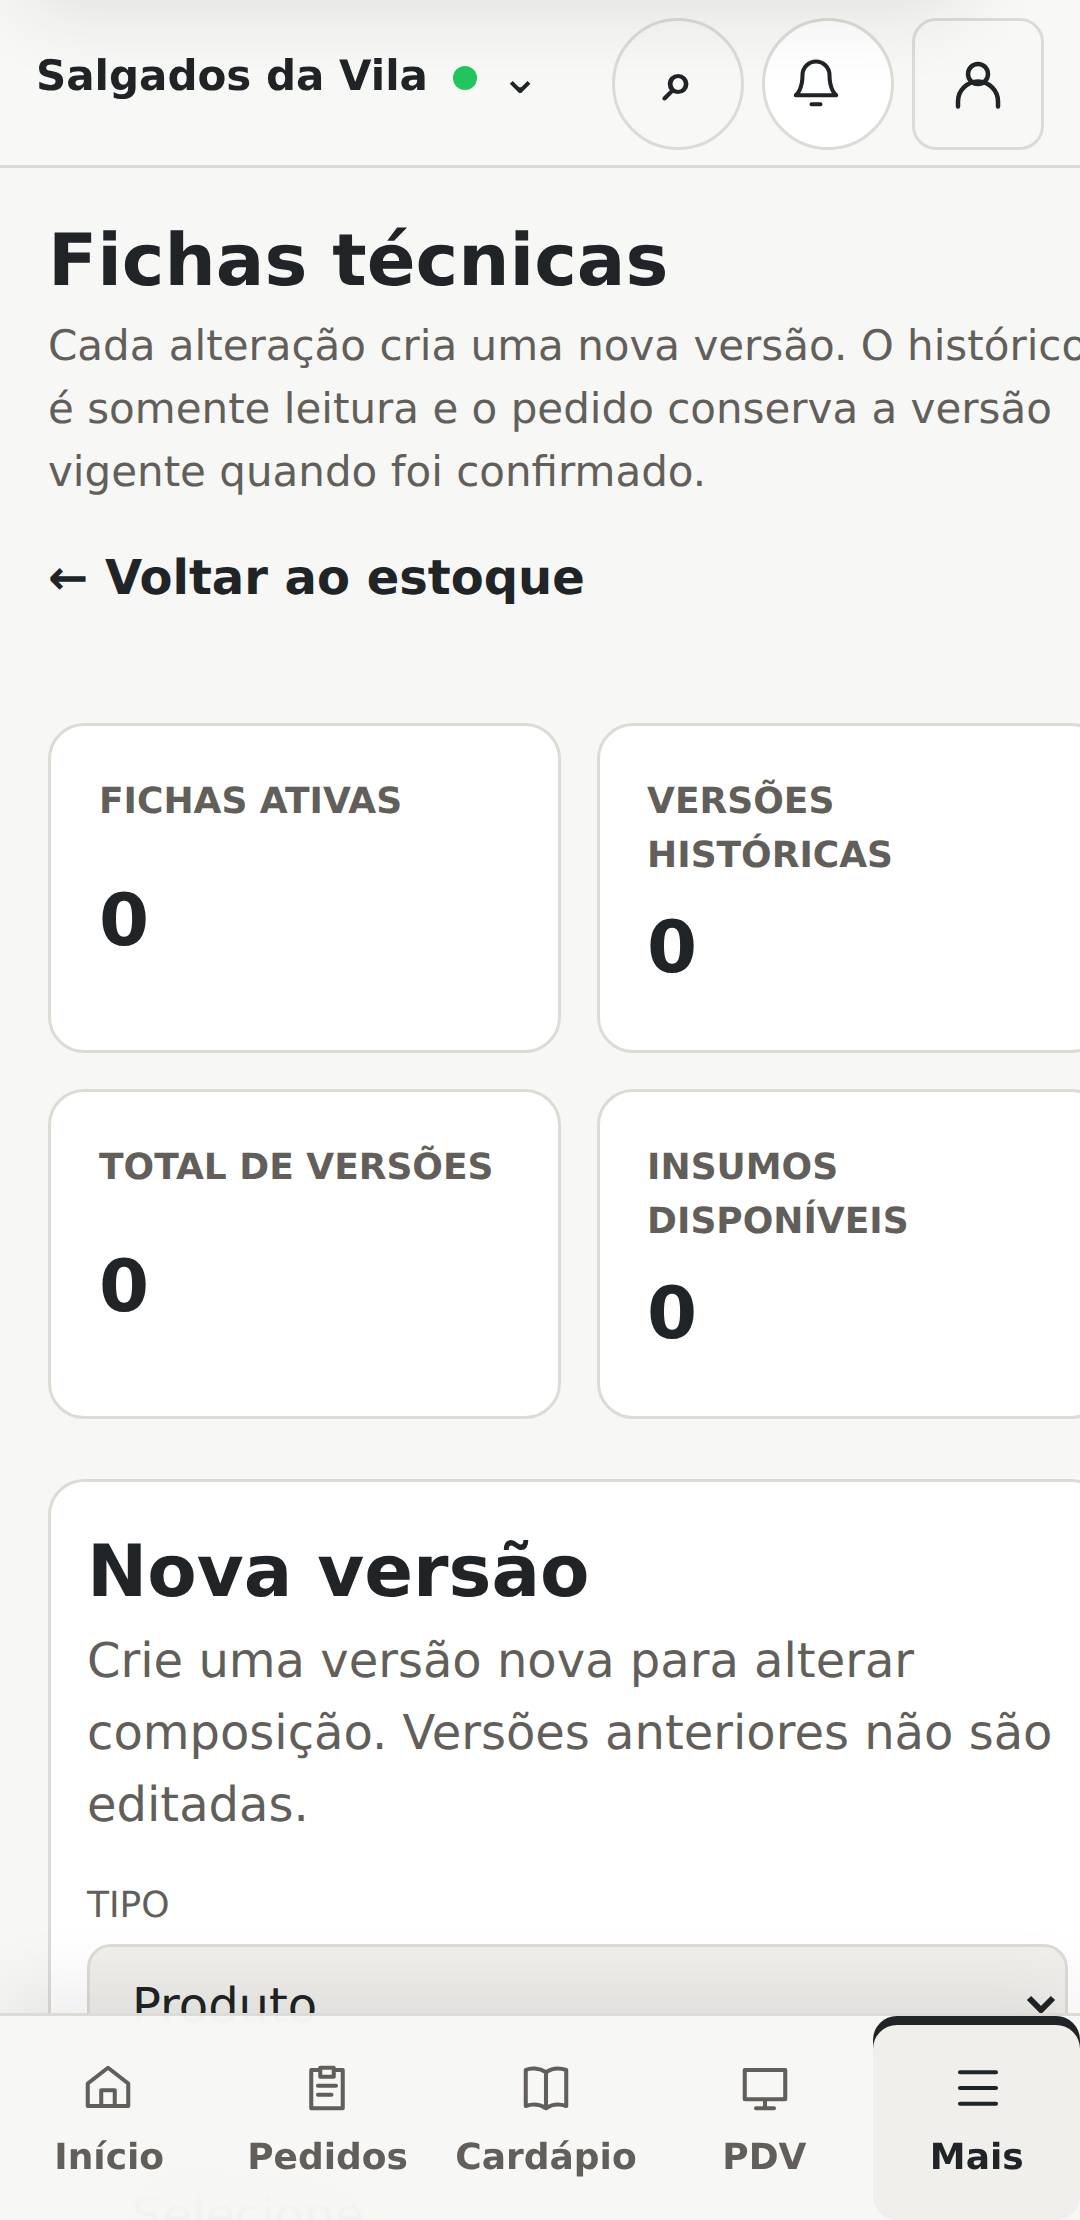 Salgados da Vila
Fichas técnicas
Cada alteração cria uma nova versão. O histórico
é somente leitura e o pedido conserva a versão
vigente quando foi confirmado.
← Voltar ao estoque
FICHAS ATIVAS
0
VERSÕES
HISTÓRICAS
0
TOTAL DE VERSÕES
0
INSUMOS
DISPONÍVEIS
0
Nova versão
Crie uma versão nova para alterar
composição. Versões anteriores não são
editadas.
TIPO
Produto
Início
Pedidos
Cardápio
PDV
Mais
Selecione